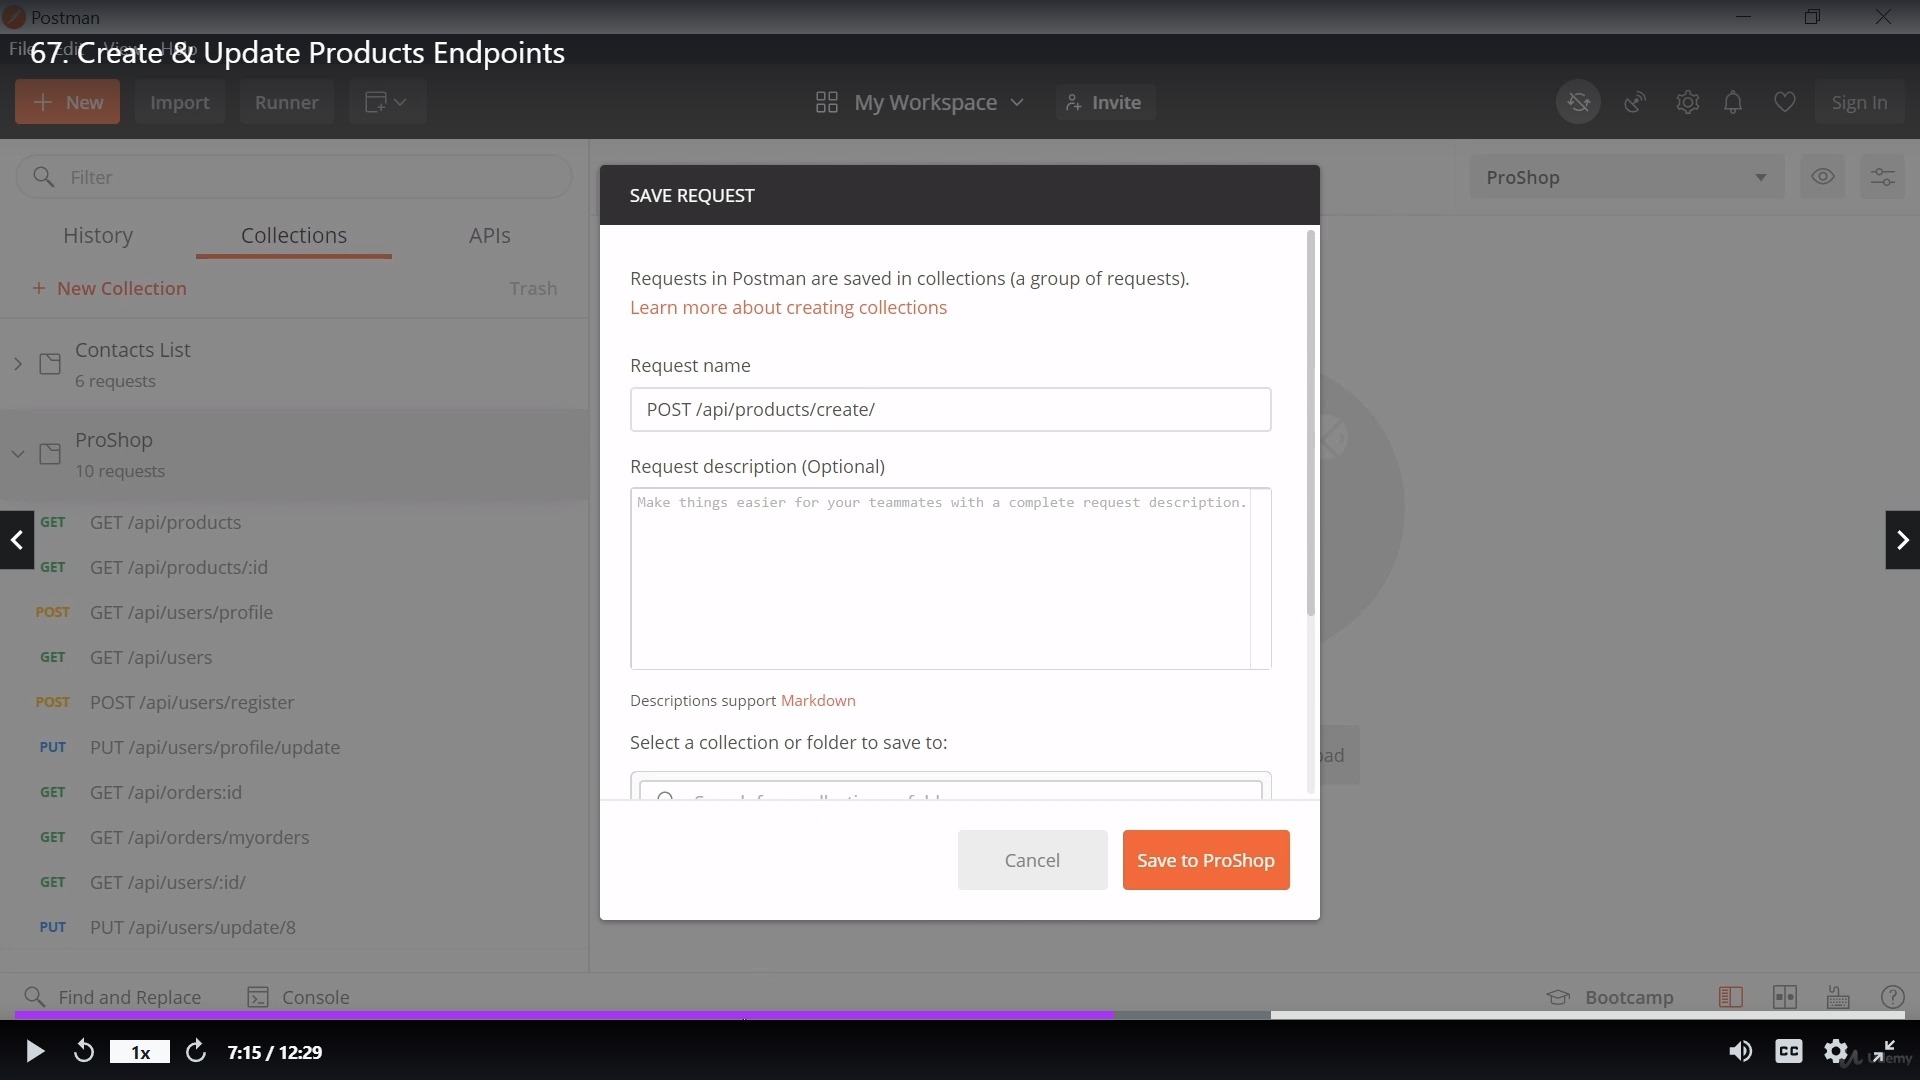 Postman
File Edit View Help
67. Create & Update Products Endpoints
New
Import
Runner
My Workspace
Invite
Sign In
Filter
ProShop
SAVE REQUEST
History
Collections
APIs
+ New Collection
Trash
Requests in Postman are saved in collections (a group of requests).
Learn more about creating collections
Contacts List
6 requests
Request name
POST /api/products/create/
ProShop
10 requests
Request description (Optional)
Make things easier for your teammates with a complete request description.
GET GET /api/products
GET GET /api/products/:id
POST GET /api/users/profile
GET GET /api/users
POST POST /api/users/register
Descriptions support Markdown
PUT PUT /api/users/profile/update
Select a collection or folder to save to:
GET GET /api/orders:id
GET GET /api/orders/myorders
GET GET /api/users/:id/
Cancel
Save to ProShop
PUT PUT /api/users/update/8
Find and Replace
Console
Bootcamp
1x
7:15 / 12:29
CC
Udemy